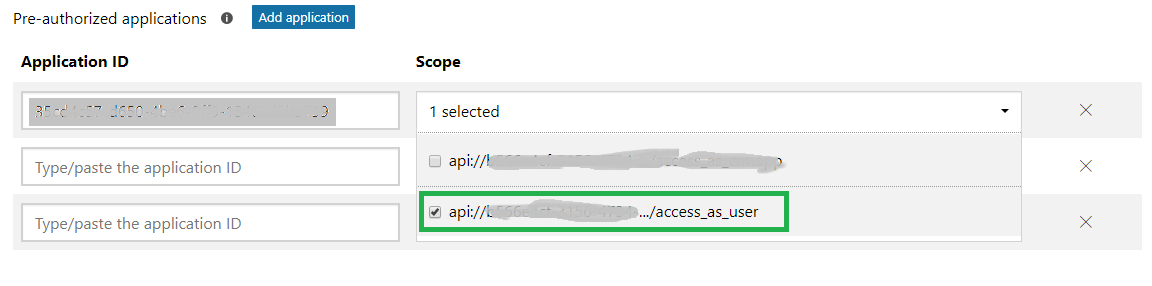 Pre-authorized applications Add application
Application ID Scope
1 selected
api://
Type/paste the application ID
api:// .../access_as_user
Type/paste the application ID